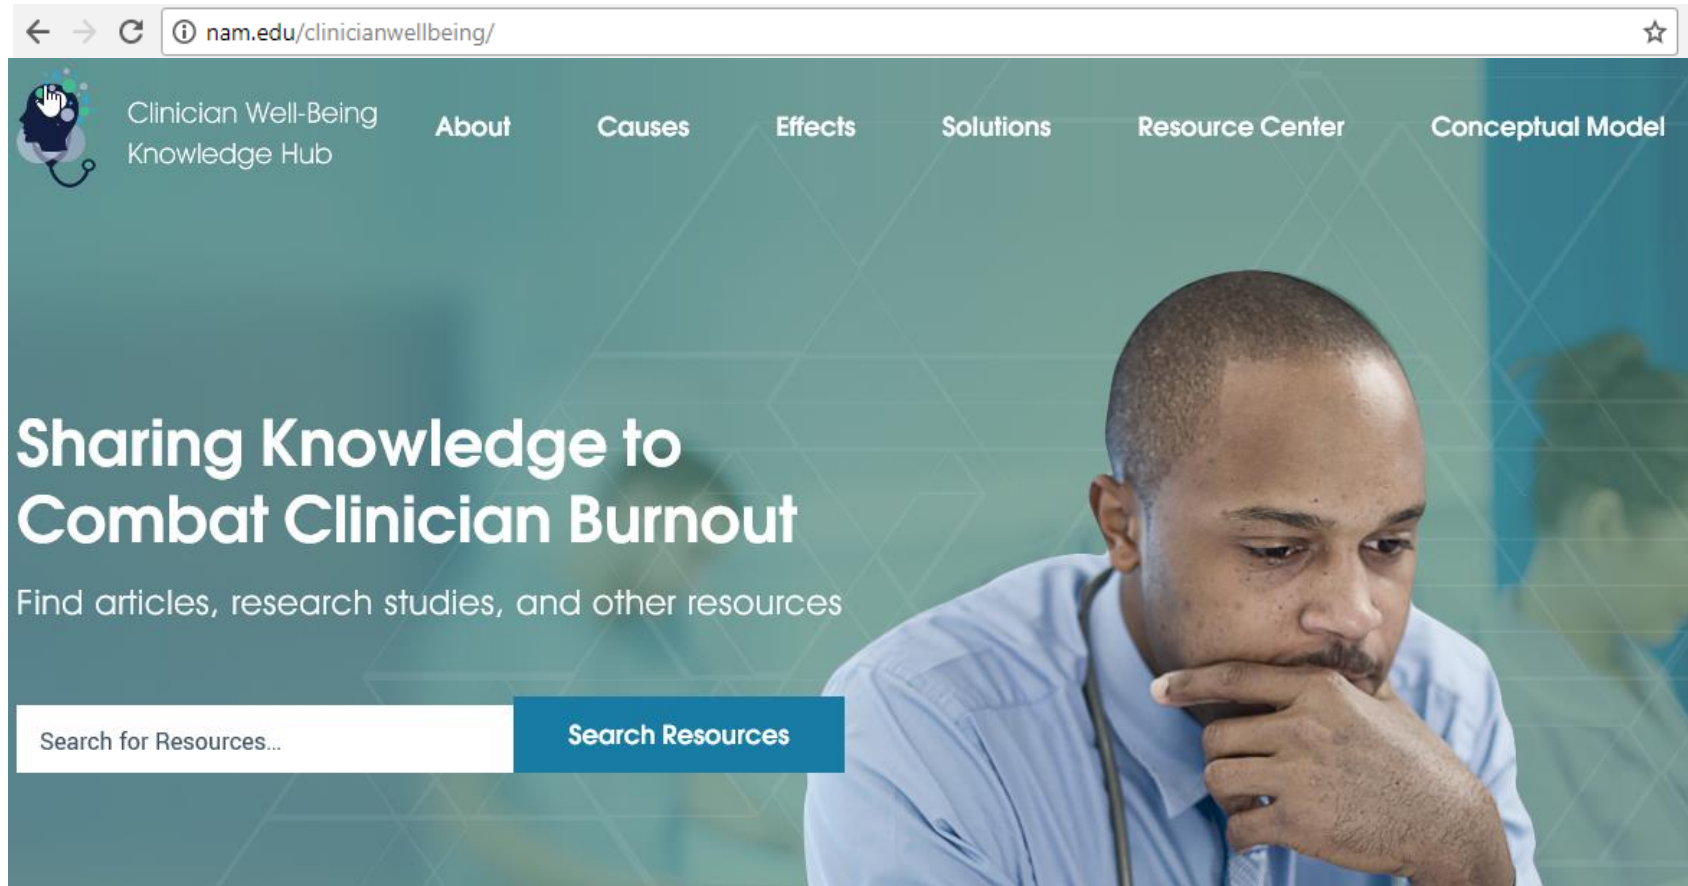 nam.edu/clinicianwellbeing/
Clinician Well-Being
Knowledge Hub
About Causes Effects Solutions Resource Center Conceptual Model
Sharing Knowledge to
Combat Clinician Burnout
Find articles, research studies, and other resources
Search for Resources... Search Resources